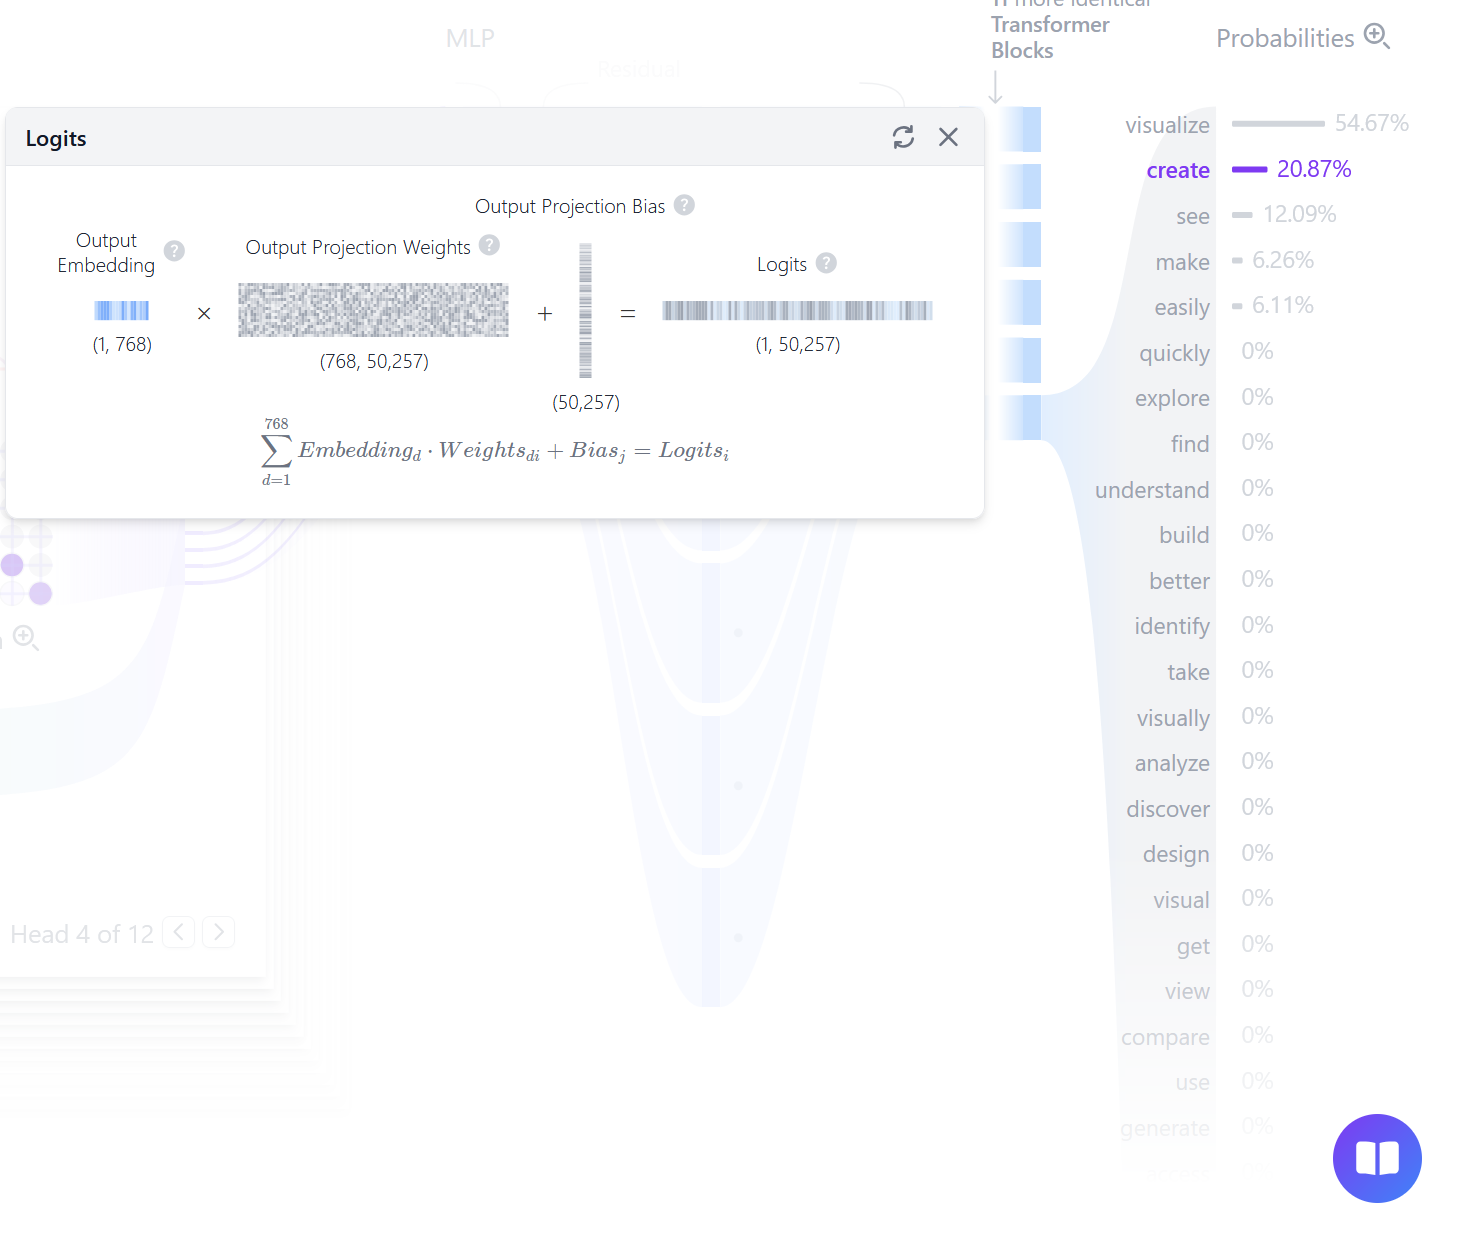 MLP
Residual
11 more identical
Transformer
Blocks
Probabilities
Logits
Output Projection Bias ?
Output
Embedding ?
Output Projection Weights ?
Logits ?
×
+
=
(1, 768)
(768, 50,257)
(50,257)
(1, 50,257)
768
∑ Embedding_d · Weights_di + Bias_j = Logits_i
d=1
visualize 54.67%
create 20.87%
see 12.09%
make 6.26%
easily 6.11%
quickly 0%
explore 0%
find 0%
understand 0%
build 0%
better 0%
identify 0%
take 0%
visually 0%
analyze 0%
discover 0%
design 0%
visual 0%
get 0%
view 0%
compare 0%
use 0%
generate 0%
Head 4 of 12